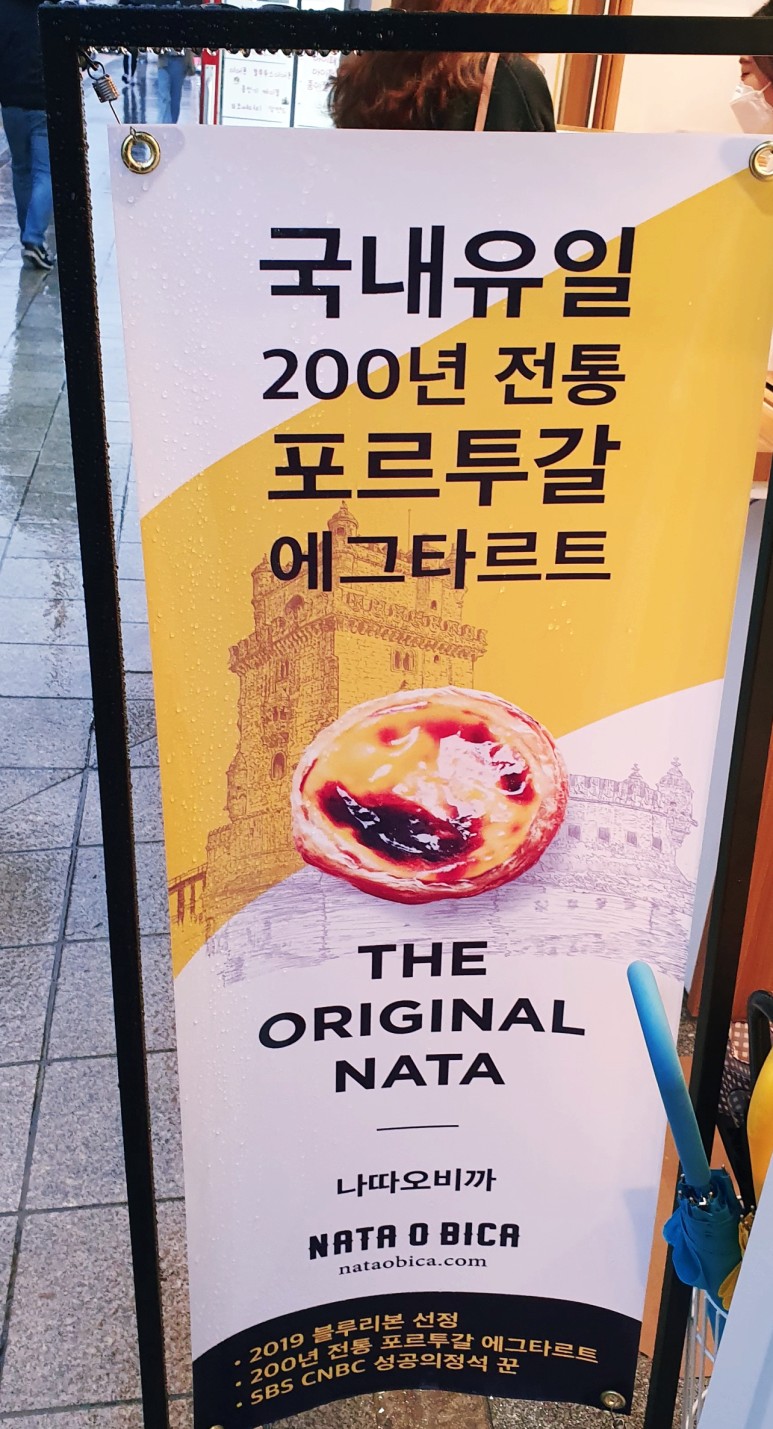 국내유일
200년 전통
포르투갈
에그타르트
THE
ORIGINAL
NATA
나따오비까
NATA O BICA
nataobica.com
• 2019 블루리본 선정
• 200년 전통 포르투갈 에그타르트
• SBS CNBC 성공의정석 꾼